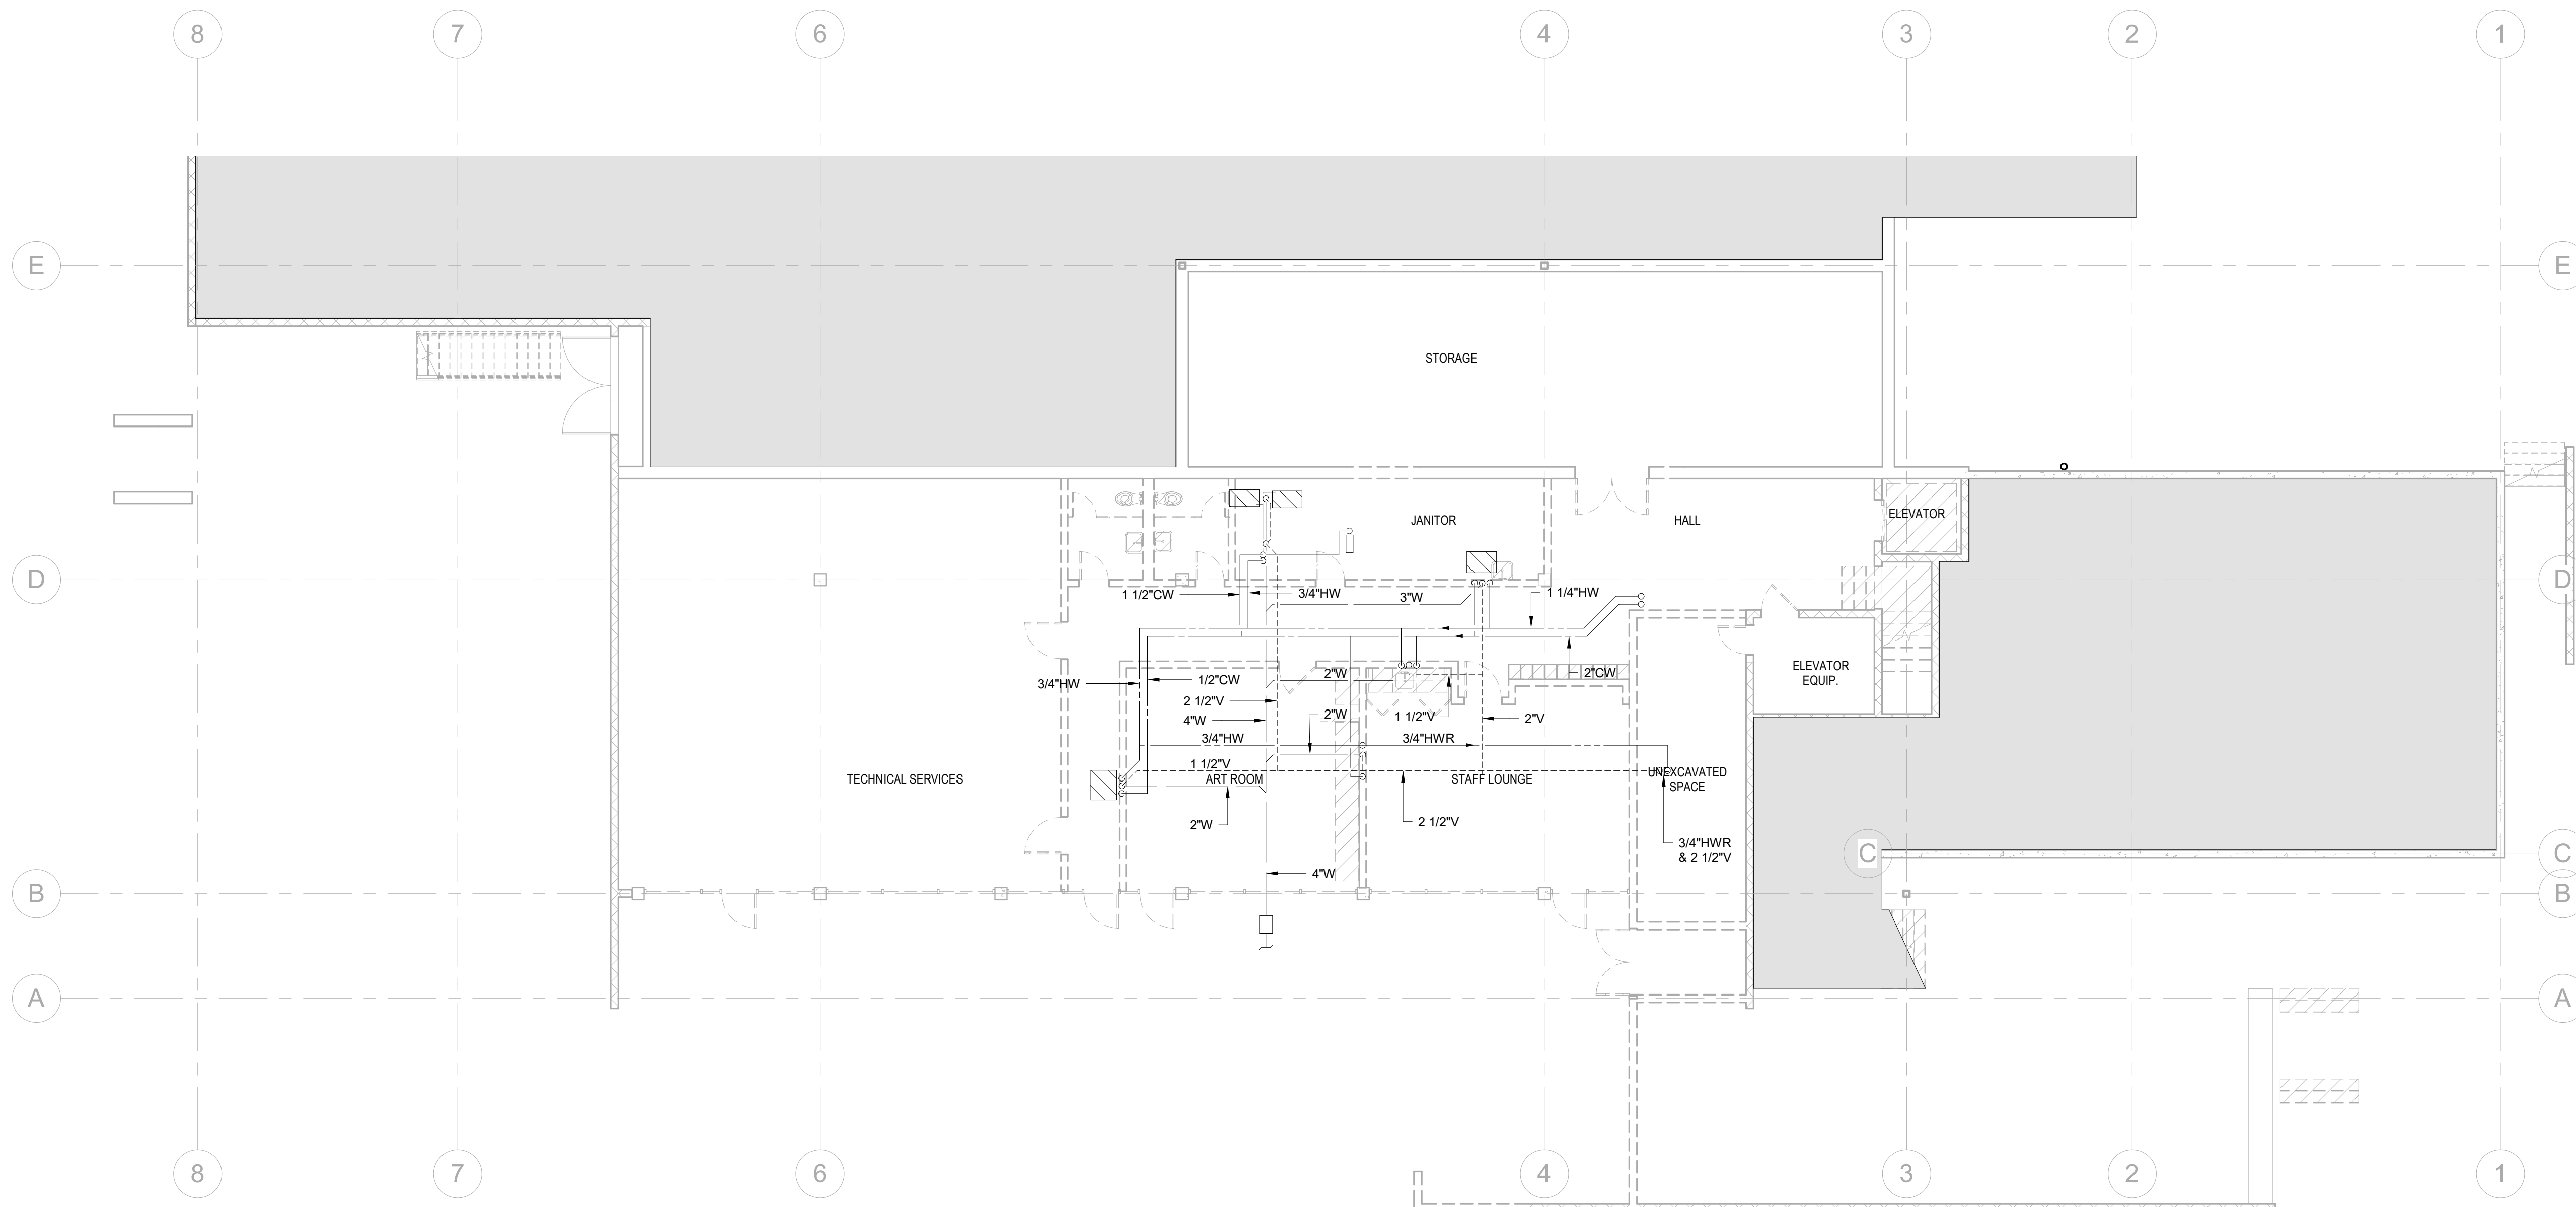 8 7 6 4 3 2 1
E E
STORAGE
JANITOR HALL ELEVATOR
D D
1 1/2"CW 3/4"HW 3"W 1 1/4"HW
ELEVATOR
EQUIP.
3/4"HW 1/2"CW 2"W 2"CW
2 1/2"V
4"W 2"W 1 1/2"V 2"V
3/4"HW 3/4"HWR
1 1/2"V
TECHNICAL SERVICES ART ROOM STAFF LOUNGE UNEXCAVATED
SPACE
2"W 2 1/2"V
3/4"HWR
& 2 1/2"V
C C
4"W
B B
A A
8 7 6 4 3 2 1